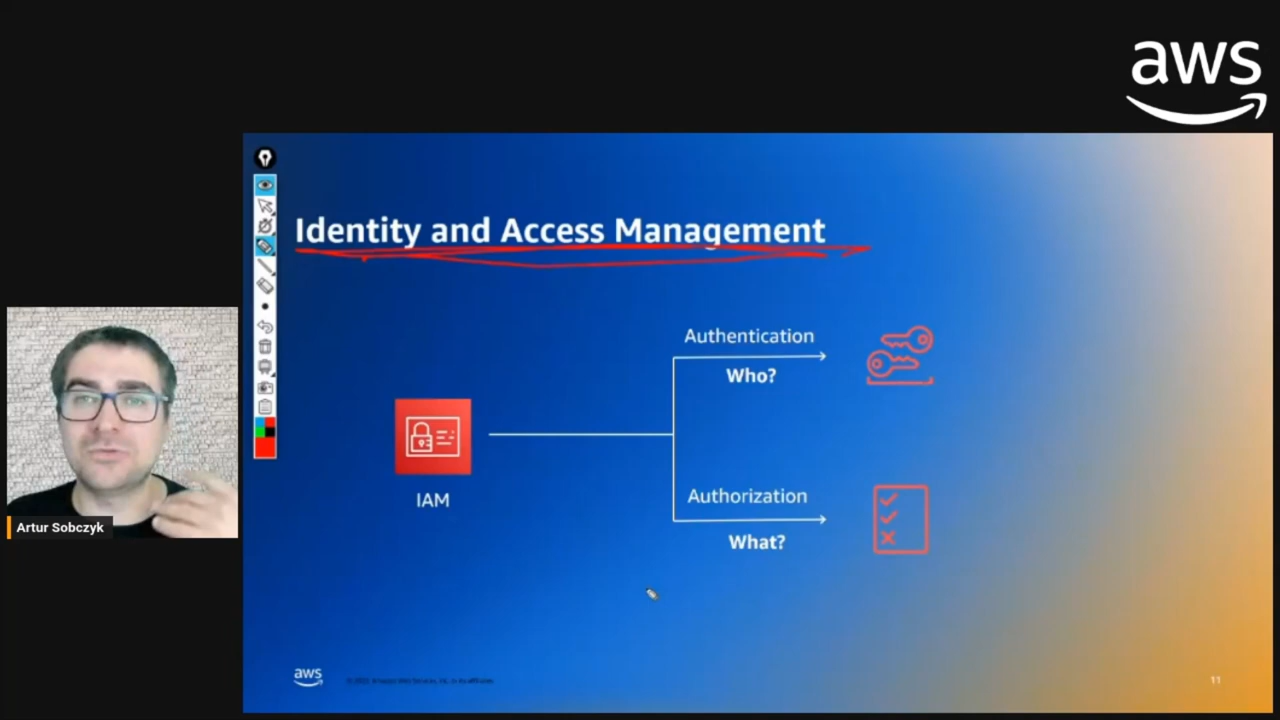 aws
Identity and Access Management
Authentication
Who?
IAM
Authorization
What?
Artur Sobczyk
aws
11